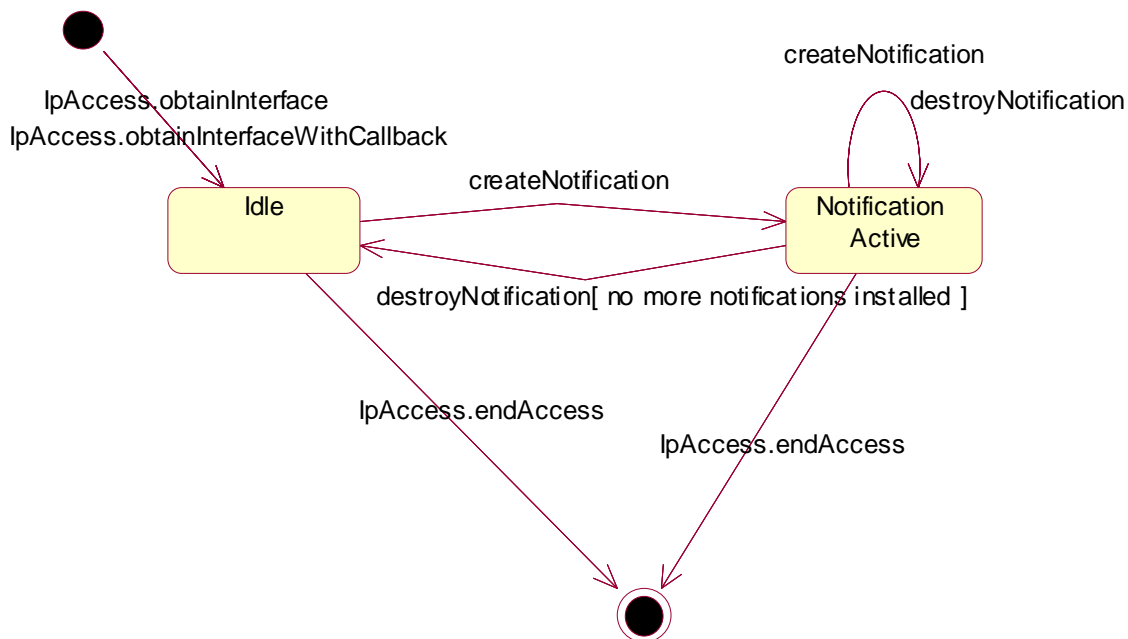 createNotification
destroyNotification
IpAccess.obtainInterface
IpAccess.obtainInterfaceWithCallback
createNotification
Idle
Notification
Active
destroyNotification[ no more notifications installed ]
IpAccess.endAccess
IpAccess.endAccess